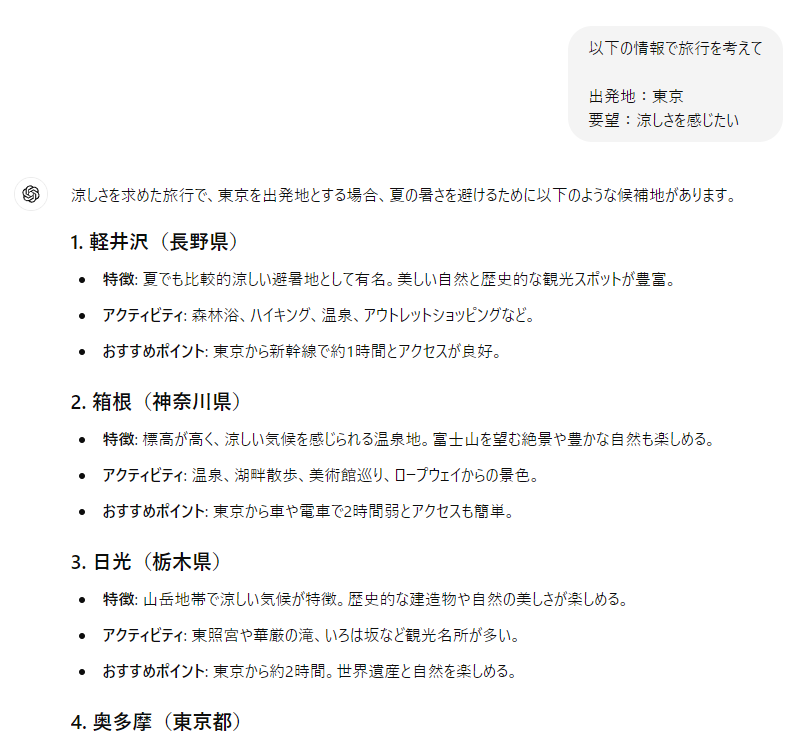 以下の情報で旅行を考えて
出発地：東京
要望：涼しさを感じたい
涼しさを求めた旅行で、東京を出発地とする場合、夏の暑さを避けるために以下のような候補地があります。
1. 軽井沢（長野県）
• 特徴: 夏でも比較的涼しい避暑地として有名。美しい自然と歴史的な観光スポットが豊富。
• アクティビティ: 森林浴、ハイキング、温泉、アウトレットショッピングなど。
• おすすめポイント: 東京から新幹線で約1時間とアクセスが良好。
2. 箱根（神奈川県）
• 特徴: 標高が高く、涼しい気候を感じられる温泉地。富士山を望む絶景や豊かな自然も楽しめる。
• アクティビティ: 温泉、湖畔散歩、美術館巡り、ロープウェイからの景色。
• おすすめポイント: 東京から車や電車で2時間弱とアクセスも簡単。
3. 日光（栃木県）
• 特徴: 山岳地帯で涼しい気候が特徴。歴史的な建造物や自然の美しさが楽しめる。
• アクティビティ: 東照宮や華厳の滝、いろは坂など観光名所が多い。
• おすすめポイント: 東京から約2時間。世界遺産と自然を楽しめる。
4. 奥多摩（東京都）